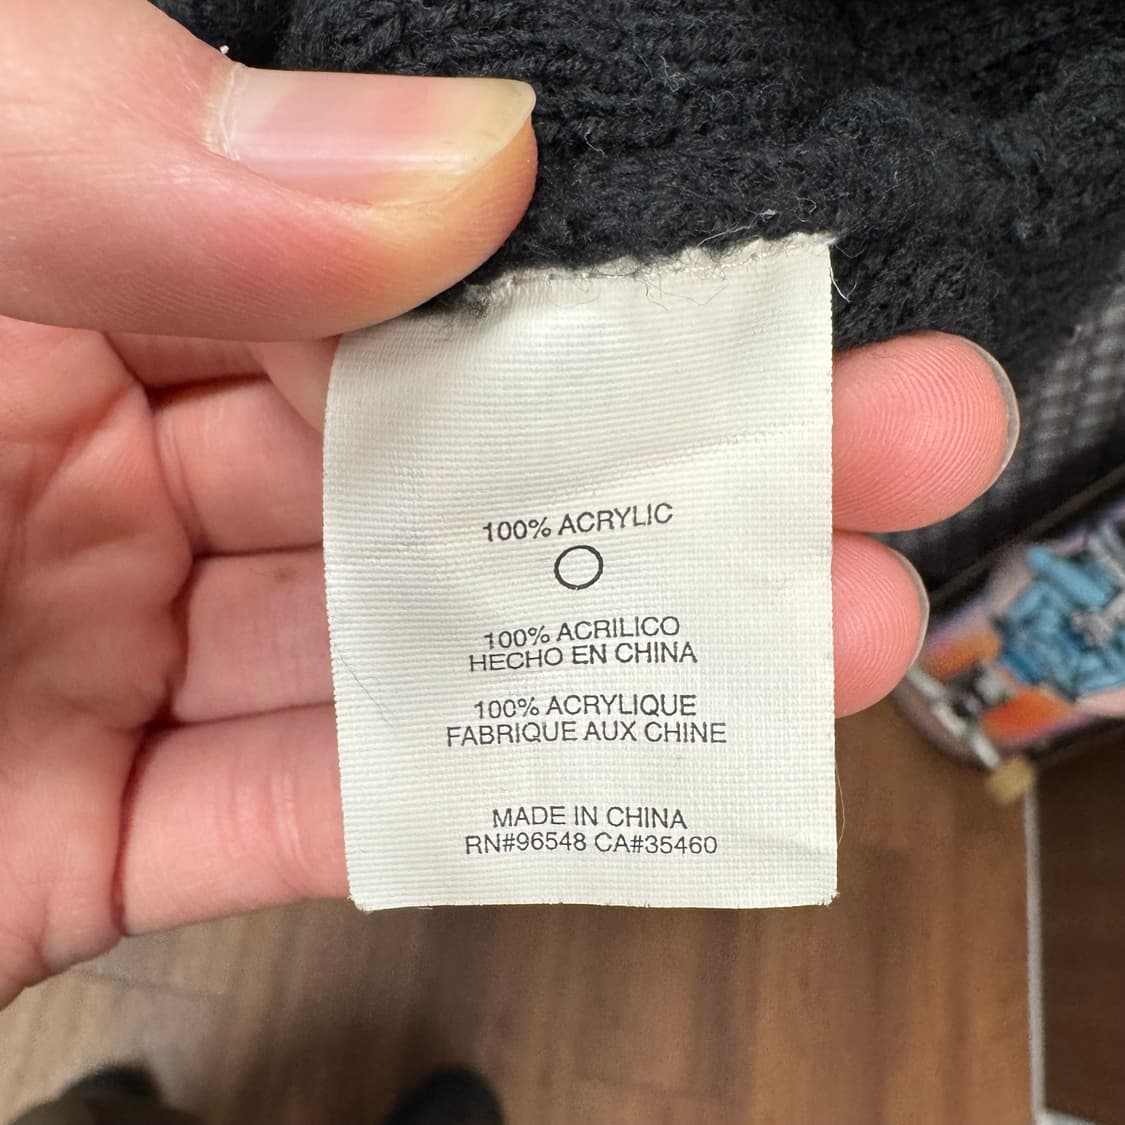 100% ACRYLIC
100% ACRILICO
HECHO EN CHINA
100% ACRYLIQUE
FABRIQUE AUX CHINE
MADE IN CHINA
RN#96548 CA#35460